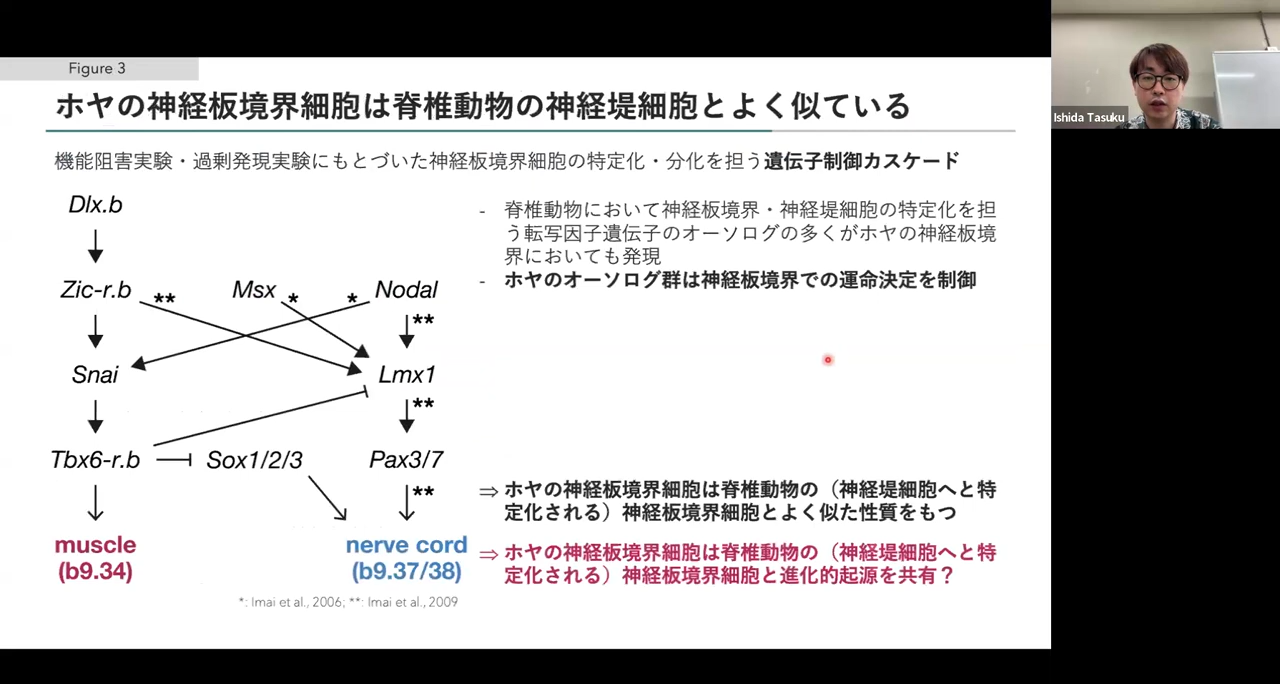 Figure 3
ホヤの神経板境界細胞は脊椎動物の神経堤細胞とよく似ている
機能阻害実験・過剰発現実験にもとづいた神経板境界細胞の特定化・分化を担う遺伝子制御カスケード
Dlx.b
Zic-r.b ** Msx * * Nodal
**
Snai Lmx1
**
Tbx6-r.b Sox1/2/3 Pax3/7
**
muscle
(b9.34)
nerve cord
(b9.37/38)
*: Imai et al., 2006; **: Imai et al., 2009
- 脊椎動物において神経板境界・神経堤細胞の特定化を担
う転写因子遺伝子のオーソログの多くがホヤの神経板境
界においても発現
- ホヤのオーソログ群は神経板境界での運命決定を制御
⇒ ホヤの神経板境界細胞は脊椎動物の（神経堤細胞へと特
定化される）神経板境界細胞とよく似た性質をもつ
⇒ ホヤの神経板境界細胞は脊椎動物の（神経堤細胞へと特
定化される）神経板境界細胞と進化的起源を共有？
Ishida Tasuku